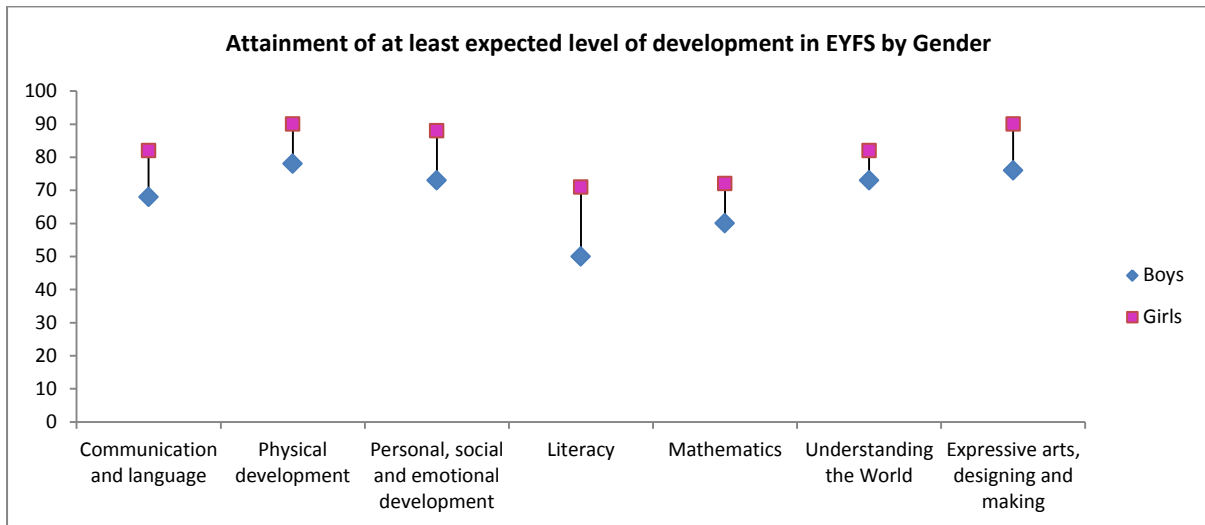 Attainment of at least expected level of development in EYFS by Gender
100
90
80
70
60
50
40
30
20
10
0
Communication
and language
Physical
development
Personal, social
and emotional
development
Literacy
Mathematics
Understanding
the World
Expressive arts,
designing and
making
Boys
Girls